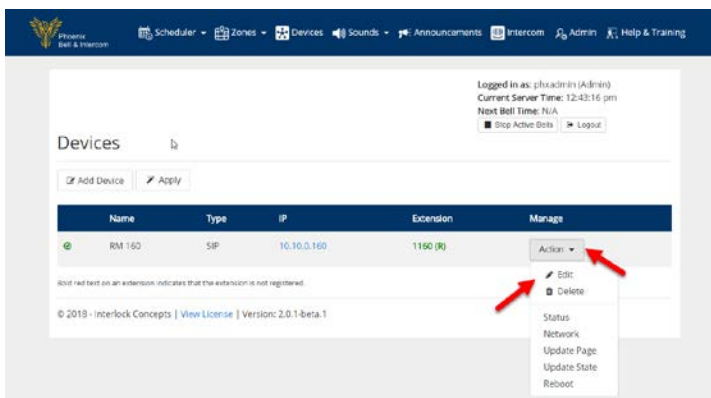 Phoenix
Bell & Intercom
Scheduler Zones Devices Sounds Announcements Intercom Admin Help & Training
Logged in as: phxadmin (Admin)
Current Server Time: 12:43:16 pm
Next Bell Time: N/A
Stop Active Bells Logout
Devices
Add Device Apply
Name Type IP Extension Manage
RM 160 SIP 10.10.0.160 1160 (R) Action
Edit
Bold red text on an extension indicates that the extension is not registered.
Delete
© 2018 - Interlock Concepts | View License | Version: 2.0.1-beta.1
Status
Network
Update Page
Update State
Reboot